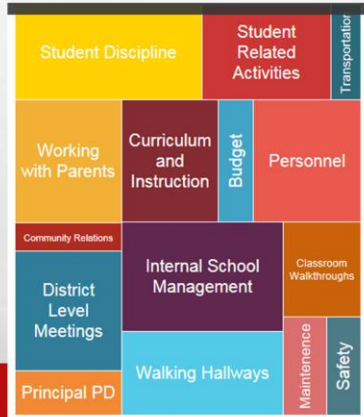 Student Discipline
Student
Related
Activities
Transportation
Working
with Parents
Curriculum
and
Instruction
Budget
Personnel
Community Relations
Internal School
Management
Classroom
Walkthroughs
District
Level
Meetings
Walking Hallways
Maintenence
Safety
Principal PD